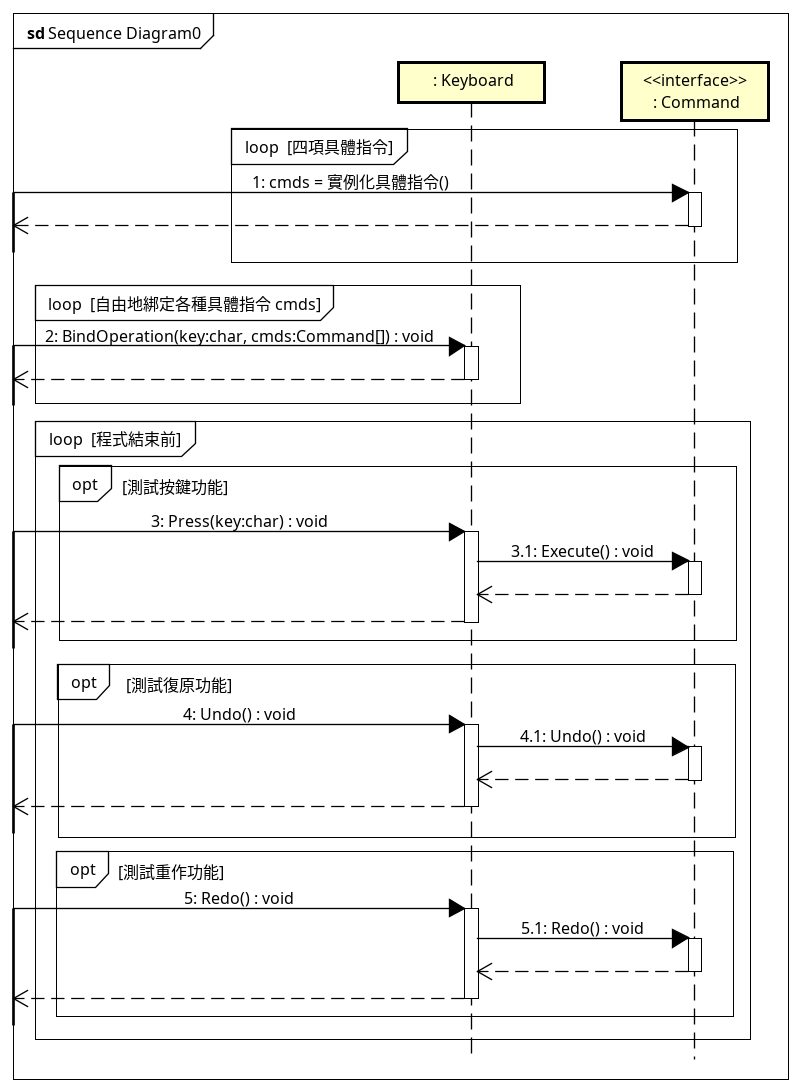 sd Sequence Diagram0
: Keyboard
<<interface>>
: Command
loop [四項具體指令]
1: cmds = 實例化具體指令()
loop [自由地綁定各種具體指令 cmds]
2: BindOperation(key:char, cmds:Command[]) : void
loop [程式結束前]
opt [測試按鍵功能]
3: Press(key:char) : void
3.1: Execute() : void
opt [測試復原功能]
4: Undo() : void
4.1: Undo() : void
opt [測試重作功能]
5: Redo() : void
5.1: Redo() : void